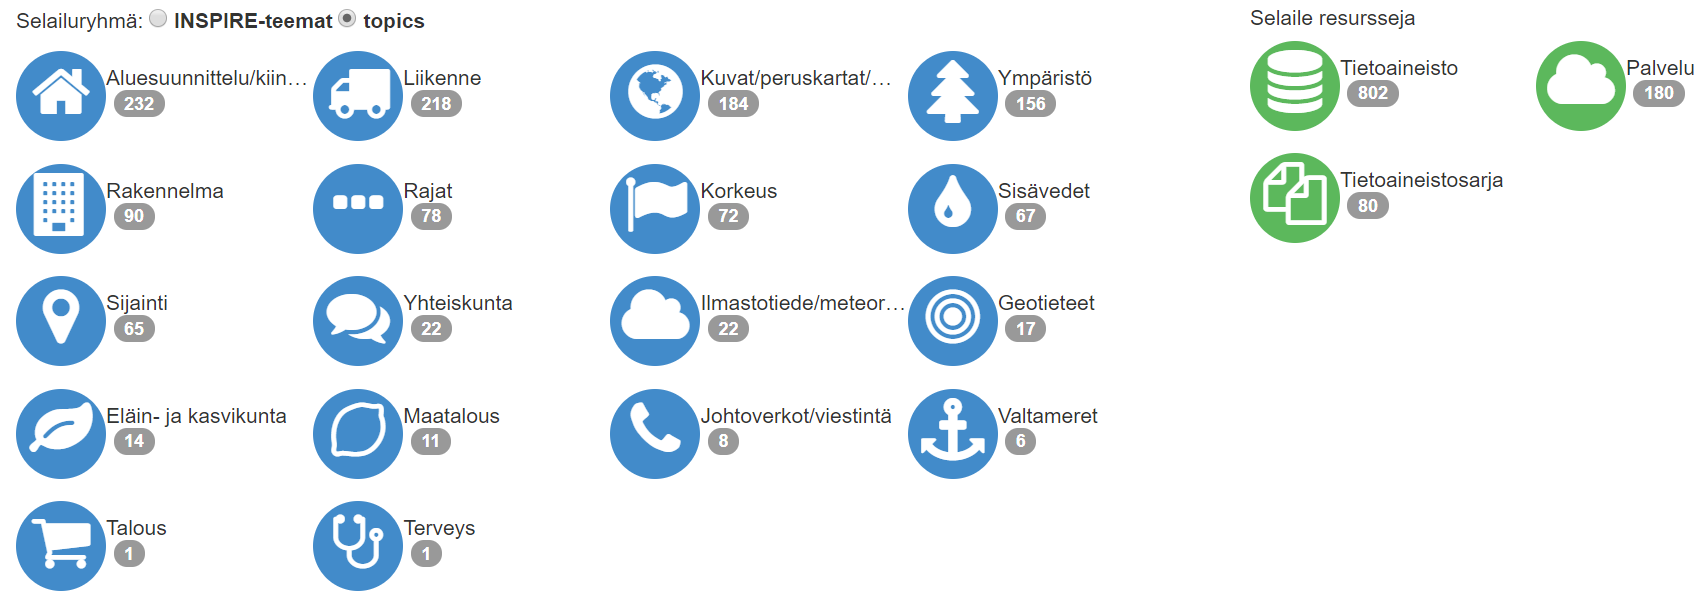 Selailuryhmä: INSPIRE-teemat topics
Aluesuunnittelu/kiin…
232
Liikenne
218
Kuvat/peruskartat/…
184
Ympäristö
156
Rakennelma
90
Rajat
78
Korkeus
72
Sisävedet
67
Sijainti
65
Yhteiskunta
22
Ilmastotiede/meteor…
22
Geotieteet
17
Eläin- ja kasvikunta
14
Maatalous
11
Johtoverkot/viestintä
8
Valtameret
6
Talous
1
Terveys
1
Selaile resursseja
Tietoaineisto
802
Palvelu
180
Tietoaineistosarja
80